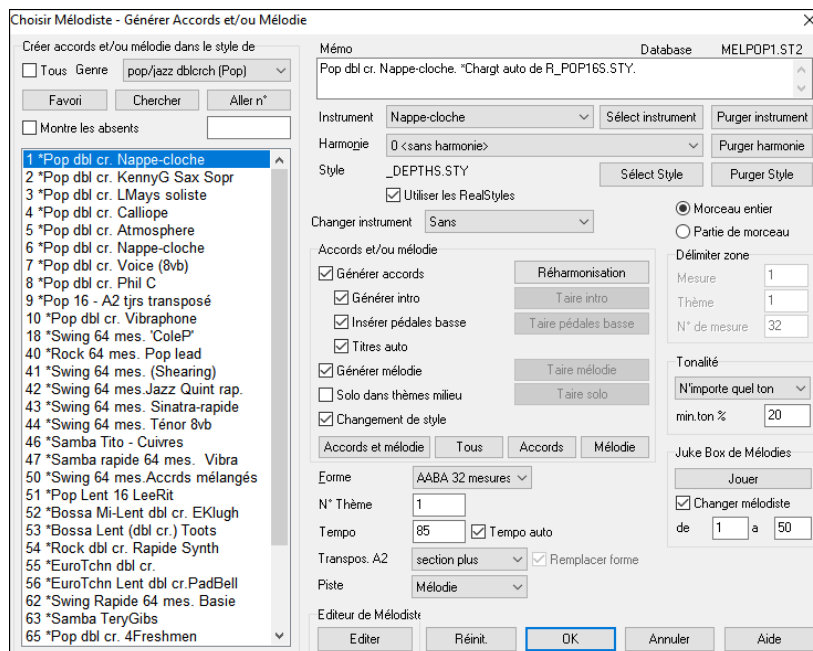 Choisir Mélodiste - Générer Accords et/ou Mélodie
Créer accords et/ou mélodie dans le style de
Tous Genre pop/jazz dblcrch (Pop)
Favori Chercher Aller n°
Montre les absents
1 *Pop dbl cr. Nappe-cloche
2 *Pop dbl cr. KennyG Sax Sopr
3 *Pop dbl cr. LMays soliste
4 *Pop dbl cr. Calliope
5 *Pop dbl cr. Atmosphere
6 *Pop dbl cr. Nappe-cloche
7 *Pop dbl cr. Voice (8vb)
8 *Pop dbl cr. Phil C
9 *Pop 16 - A2 tjrs transposé
10 *Pop dbl cr. Vibraphone
18 *Swing 64 mes. 'ColeP'
40 *Rock 64 mes. Pop lead
41 *Swing 64 mes. (Shearing)
42 *Swing 64 mes.Jazz Quint rap.
43 *Swing 64 mes. Sinatra-rapide
44 *Swing 64 mes. Ténor 8vb
46 *Samba Tito - Cuivres
47 *Samba rapide 64 mes. Vibra
50 *Swing 64 mes.Accrds mélangés
51 *Pop Lent 16 LeeRit
52 *Bossa Mi-Lent dbl cr. EKlugh
53 *Bossa Lent (dbl cr.) Toots
54 *Rock dbl cr. Rapide Synth
55 *EuroTchn dbl cr.
56 *EuroTchn Lent dbl cr.PadBell
62 *Swing Rapide 64 mes. Basie
63 *Samba TeryGibs
65 *Pop dbl cr. 4Freshmen
Mémo Database MELPOP1.ST2
Pop dbl cr. Nappe-cloche. *Chargt auto de R_POP16S.STY.
Instrument Nappe-cloche Sélect instrument Purger instrument
Harmonie 0 <sans harmonie> Purger harmonie
Style _DEPTHS.STY Sélect Style Purger Style
Utiliser les RealStyles
Changer instrument Sans
Morceau entier
Partie de morceau
Accords et/ou mélodie
Générer accords Réharmonisation
Générer intro Taire intro
Insérer pédales basse Taire pédales basse
Titres auto
Générer mélodie Taire mélodie
Solo dans thèmes milieu Taire solo
Changement de style
Accords et mélodie Tous Accords Mélodie
Délimiter zone
Mesure 1
Thème 1
N° de mesure 32
Tonalité
N'importe quel ton
min.ton % 20
Juke Box de Mélodies
Jouer
Changer mélodiste
de 1 a 50
Forme AABA 32 mesures
N° Thème 1
Tempo 85 Tempo auto
Transpos. A2 section plus Remplacer forme
Piste Mélodie
Editeur de Mélodiste
Editer Réinit. OK Annuler Aide